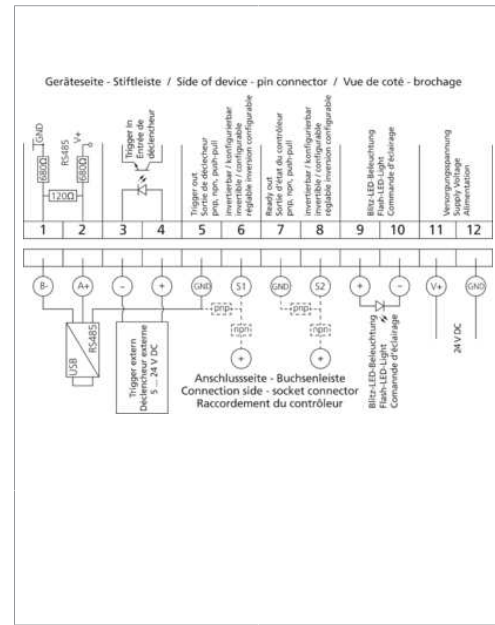 Geräteseite - Stiftleiste / Side of device - pin connector / Vue de coté - brochage
GND
680Ω
RS485
120Ω
V+
680Ω
Trigger in
Entrée de
déclencheur
Trigger out
Sortie de déclecheur
pnp, npn, push-pull
invertierbar / konfigurierbar
invertible / configurable
réglable inversion configurable
Ready out
Sortie d'état du contrôleur
pnp, npn, push-pull
invertierbar / konfigurierbar
invertible / configurable
réglable inversion configurable
Blitz-LED-Beleuchtung
Flash-LED-Light
Commande d'éclairage
Versorgungsspannung
Supply Voltage
Alimentation
1 2 3 4 5 6 7 8 9 10 11 12
B- A+ − + GND S1 GND S2 + − V+ GND
pnp
npn
+
pnp
npn
+
USB
RS485
Trigger extern
Déclencheur externe
5 ... 24 V DC
Anschlussseite - Buchsenleiste
Connection side - socket connector
Raccordement du contrôleur
Blitz-LED-Beleuchtung
Flash-LED-Light
Comannde d'éclairage
24 V DC